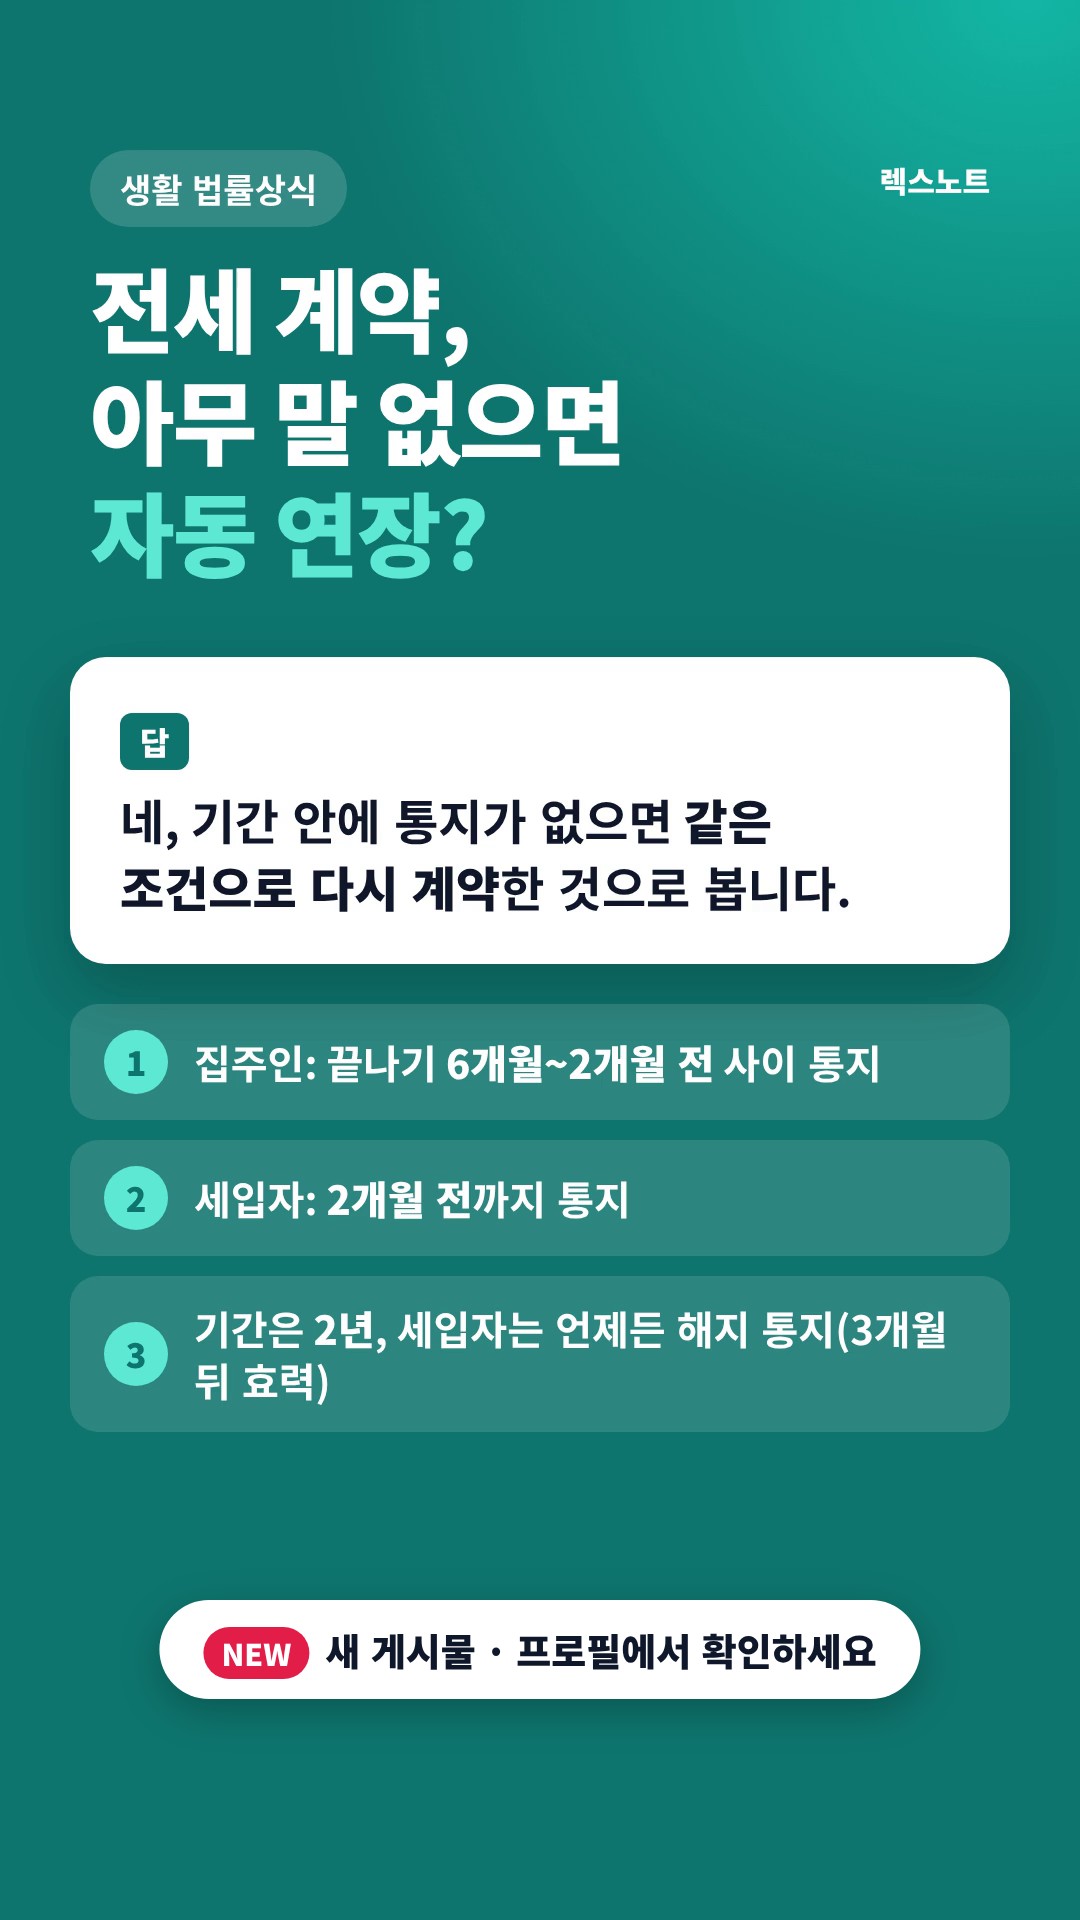 생활 법률상식
렉스노트
전세 계약,
아무 말 없으면
자동 연장?
답
네, 기간 안에 통지가 없으면 같은
조건으로 다시 계약한 것으로 봅니다.
1 집주인: 끝나기 6개월~2개월 전 사이 통지
2 세입자: 2개월 전까지 통지
3 기간은 2년, 세입자는 언제든 해지 통지(3개월
뒤 효력)
NEW 새 게시물 · 프로필에서 확인하세요